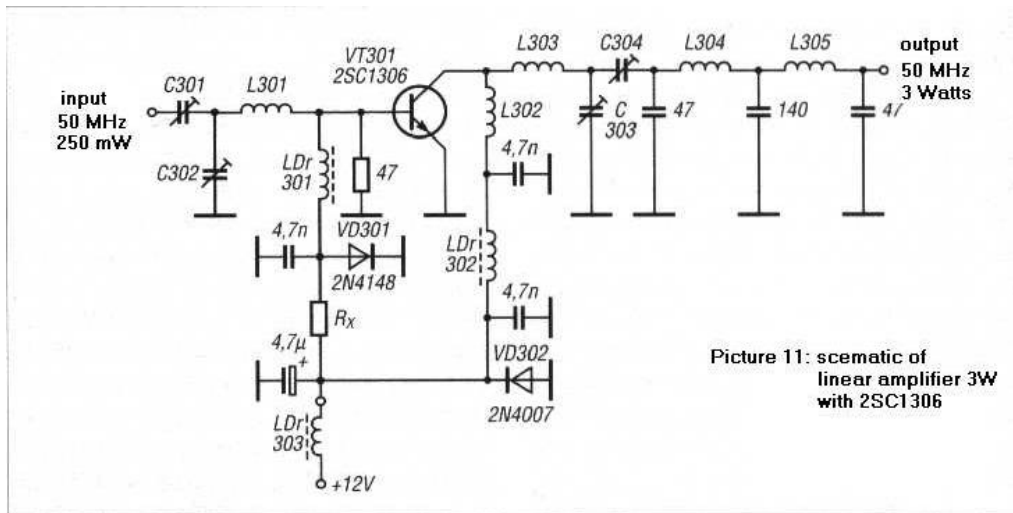 input
50 MHz
250 mW
C301
L301
C302
VT301
2SC1306
L303
C304
L304
L305
output
50 MHz
3 Watts
L302
C
303
47
140
47
LDr
301
47
4,7n
4,7n
VD301
2N4148
LDr
302
4,7n
RX
4,7µ
+
VD302
2N4007
LDr
303
+12V
Picture 11: scematic of
linear amplifier 3W
with 2SC1306